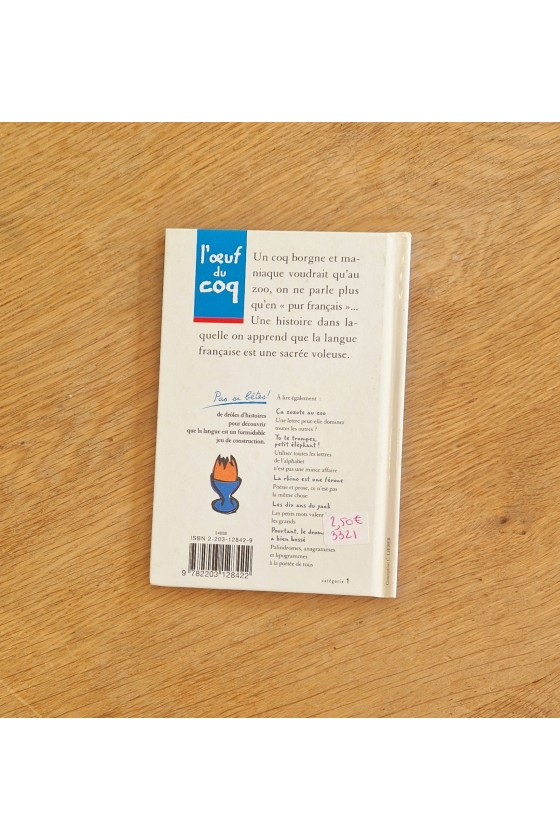 l'œuf
du
coq
Un coq borgne et ma-
niaque voudrait qu'au
zoo, on ne parle plus
qu'en « pur français »...
Une histoire dans la-
quelle on apprend que la langue
française est une sacrée voleuse.
Pas si bêtes!
de drôles d'histoires
pour découvrir
que la langue est un formidable
jeu de construction.
À lire également :
Ça zozote au zoo
Une lettre peut-elle dominer
toutes les autres ?
Tu te trompes,
petit éléphant !
Utiliser toutes les lettres
de l'alphabet
n'est pas une mince affaire
La rhino est une féroce
Poésie et prose, ce n'est pas
la même chose
Les dix ans du yack
Les petits mots valent
les grands
Pourtant, le drom
a bien bossé
Palindromes, anagrammes
et lipogrammes
à la portée de tous
2,50€
3321
ISBN 2-203-12842-8
9 782203 128422
catégorie 1